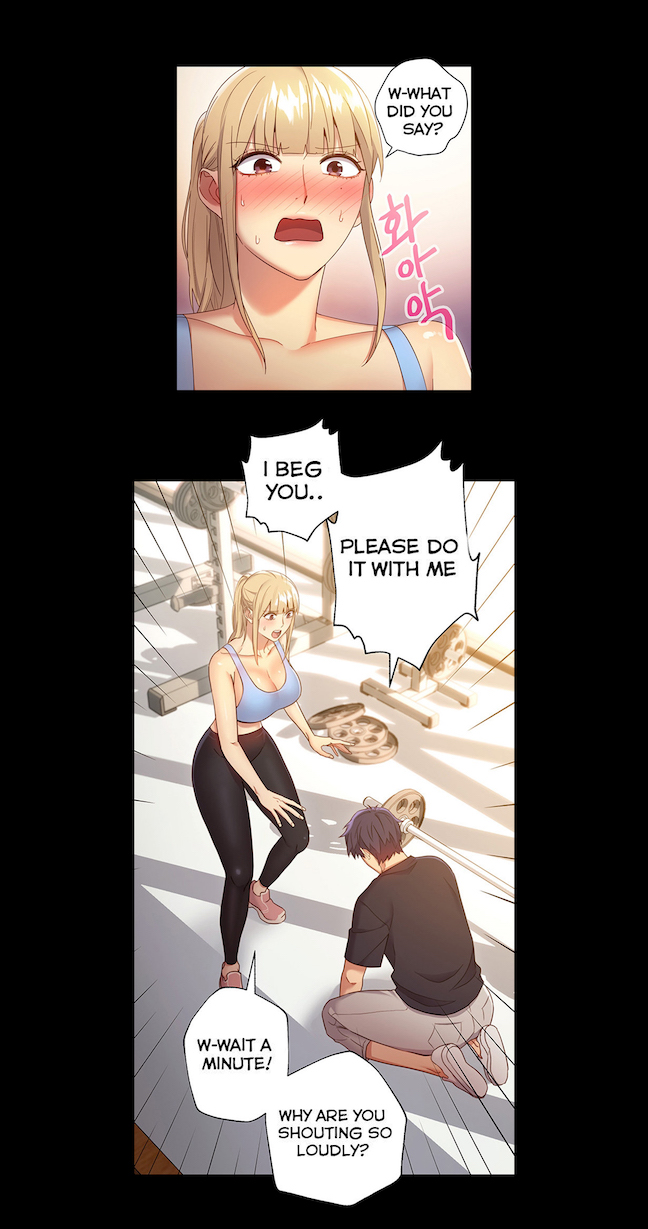 W-WHAT
DID YOU
SAY?
화
아
악
I BEG
YOU..
PLEASE DO
IT WITH ME
W-WAIT A
MINUTE!
WHY ARE YOU
SHOUTING SO
LOUDLY?